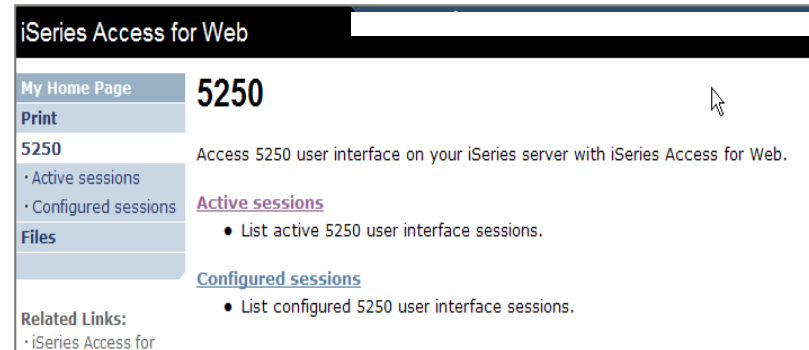 iSeries Access for Web
My Home Page
Print
5250
· Active sessions
· Configured sessions
Files
Related Links:
· iSeries Access for
5250
Access 5250 user interface on your iSeries server with iSeries Access for Web.
Active sessions
● List active 5250 user interface sessions.
Configured sessions
● List configured 5250 user interface sessions.